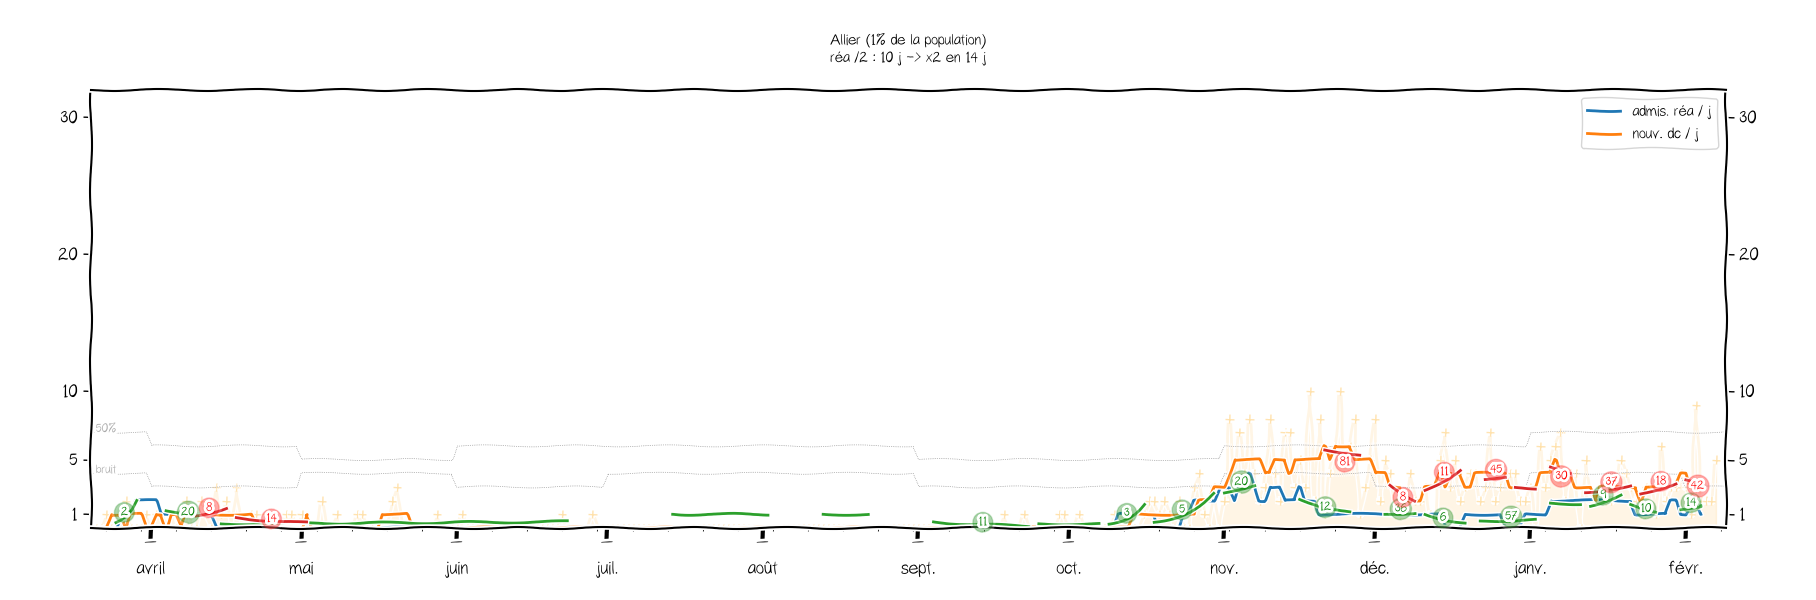 Allier (1% de la population)
réa /2 : 10 j -> x2 en 14 j
admis. réa / j
nouv. dc / j
30
20
10
5
1
30
20
10
5
1
50%
bruit
2
20
8
14
11
3
5
20
12
81
8
36
11
6
45
57
30
9
37
10
18
14
42
avril
mai
juin
juil.
août
sept.
oct.
nov.
déc.
janv.
févr.